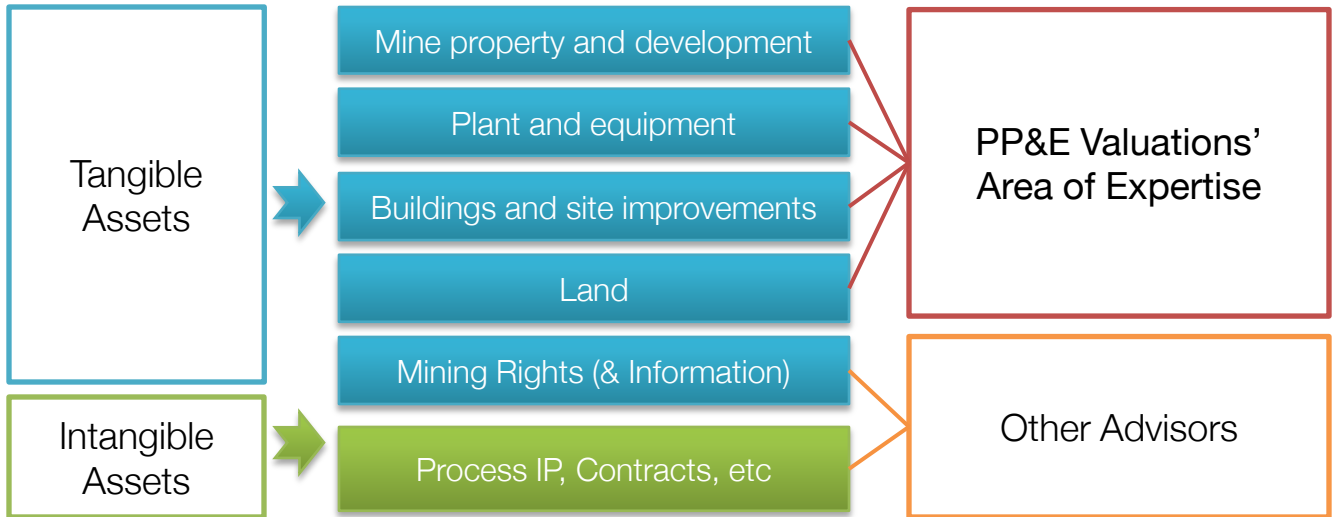 Tangible
Assets
Intangible
Assets
Mine property and development
Plant and equipment
Buildings and site improvements
Land
Mining Rights (& Information)
Process IP, Contracts, etc
PP&E Valuations’
Area of Expertise
Other Advisors